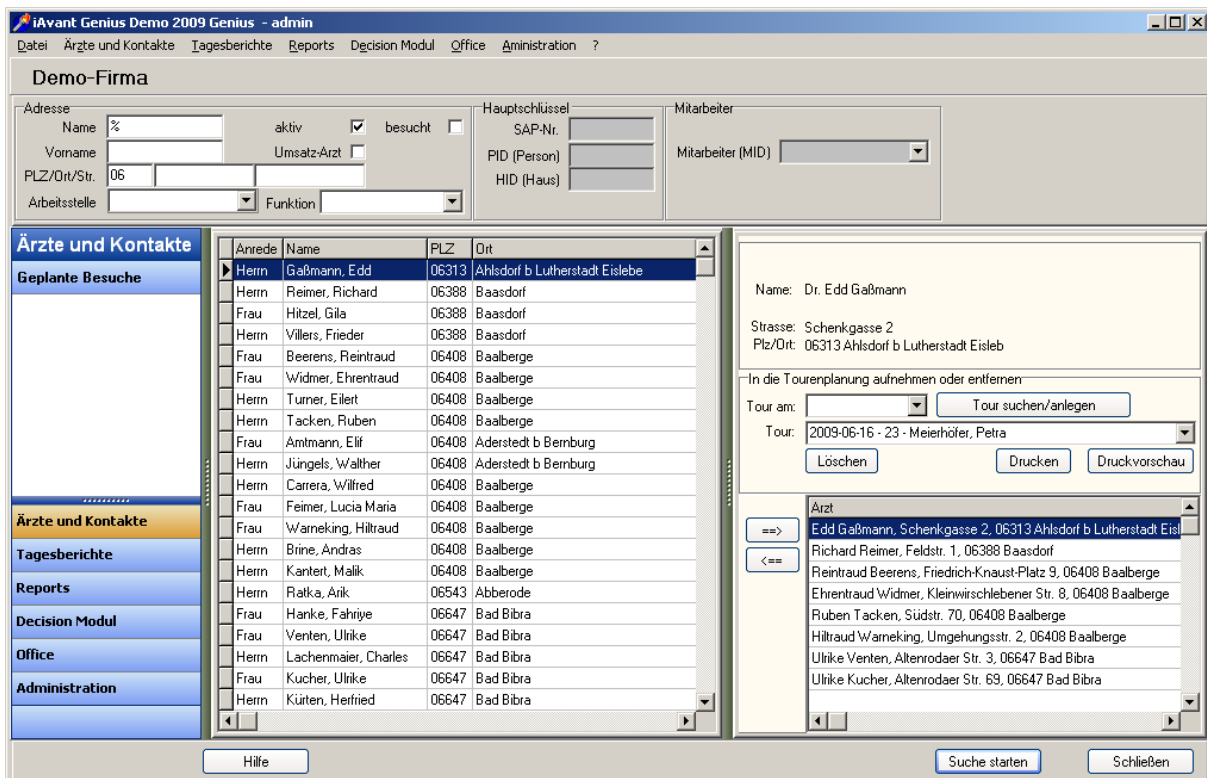 iAvant Genius Demo 2009 Genius - admin
Datei Ärzte und Kontakte Tagesberichte Reports Decision Modul Office Aministration ?
Demo-Firma
Adresse
Name %
aktiv besucht
Vorname
Umsatz-Arzt
PLZ/Ort/Str. 06
Arbeitsstelle
Funktion
Hauptschlüssel
SAP-Nr.
PID (Person)
HID (Haus)
Mitarbeiter
Mitarbeiter (MID)
Ärzte und Kontakte
Geplante Besuche
Ärzte und Kontakte
Tagesberichte
Reports
Decision Modul
Office
Administration
Anrede Name PLZ Ort
Herrn Gaßmann, Edd 06313 Ahlsdorf b Lutherstadt Eislebe
Herrn Reimer, Richard 06388 Baasdorf
Frau Hitzel, Gila 06388 Baasdorf
Herrn Villers, Frieder 06388 Baasdorf
Frau Beerens, Reintraud 06408 Baalberge
Frau Widmer, Ehrentraud 06408 Baalberge
Herrn Turner, Eilert 06408 Baalberge
Herrn Tacken, Ruben 06408 Baalberge
Frau Amtmann, Elif 06408 Aderstedt b Bernburg
Herrn Jüngels, Walther 06408 Aderstedt b Bernburg
Herrn Carrera, Wilfred 06408 Baalberge
Frau Feimer, Lucia Maria 06408 Baalberge
Frau Warneking, Hiltraud 06408 Baalberge
Herrn Brine, Andras 06408 Baalberge
Herrn Kantert, Malik 06408 Baalberge
Herrn Ratka, Arik 06543 Abberode
Frau Hanke, Fahriye 06647 Bad Bibra
Frau Venten, Ulrike 06647 Bad Bibra
Herrn Lachenmaier, Charles 06647 Bad Bibra
Frau Kucher, Ulrike 06647 Bad Bibra
Herrn Kürten, Herfried 06647 Bad Bibra
Name: Dr. Edd Gaßmann
Strasse: Schenkgasse 2
Plz/Ort: 06313 Ahlsdorf b Lutherstadt Eisleb
In die Tourenplanung aufnehmen oder entfernen
Tour am: Tour suchen/anlegen
Tour: 2009-06-16 - 23 - Meierhöfer, Petra
Löschen Drucken Druckvorschau
==>
<==
Arzt
Edd Gaßmann, Schenkgasse 2, 06313 Ahlsdorf b Lutherstadt Eisl
Richard Reimer, Feldstr. 1, 06388 Baasdorf
Reintraud Beerens, Friedrich-Knaust-Platz 9, 06408 Baalberge
Ehrentraud Widmer, Kleinwirschlebener Str. 8, 06408 Baalberge
Ruben Tacken, Südstr. 70, 06408 Baalberge
Hiltraud Warneking, Umgehungsstr. 2, 06408 Baalberge
Ulrike Venten, Altenrodaer Str. 3, 06647 Bad Bibra
Ulrike Kucher, Altenrodaer Str. 69, 06647 Bad Bibra
Hilfe Suche starten Schließen